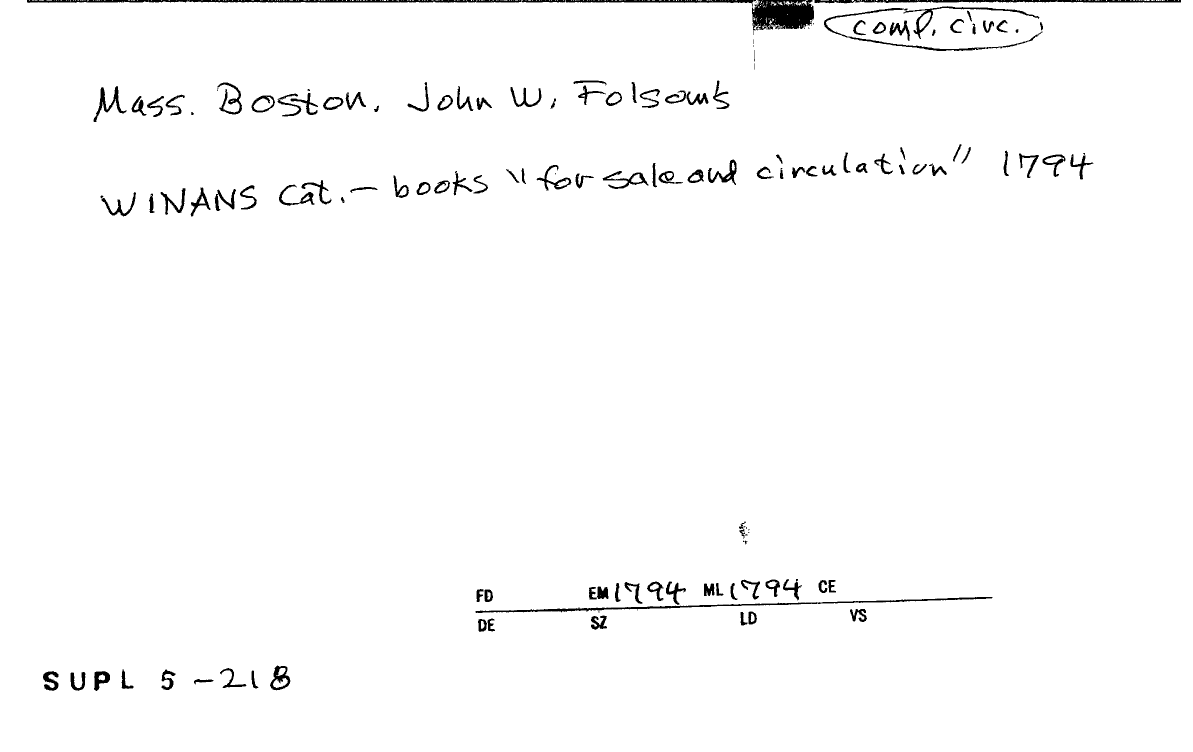 comp. circ.
Mass. Boston. John W. Folsom's
WINANS Cat. – books "for sale and circulation" 1794
FD EM 1794 ML 1794 CE
DE SZ LD VS
SUPL 5 - 218